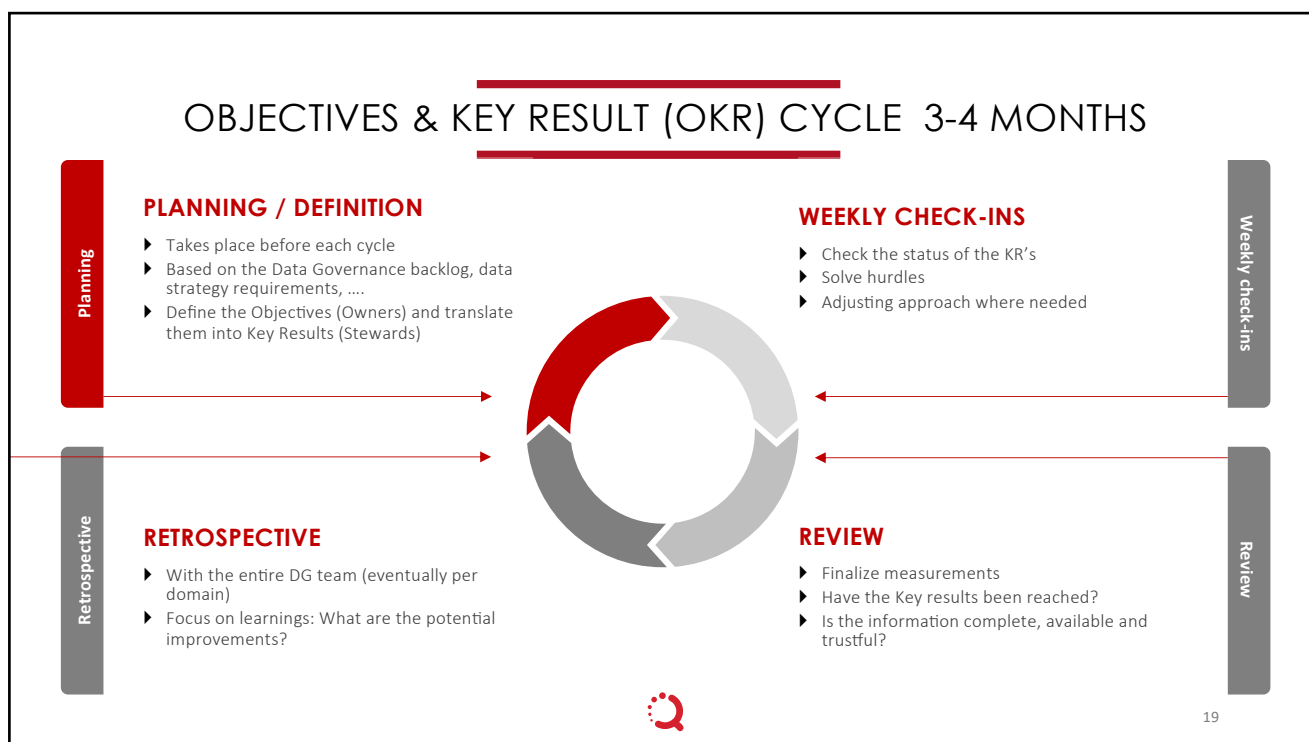 OBJECTIVES & KEY RESULT (OKR) CYCLE 3-4 MONTHS
Planning
PLANNING / DEFINITION
Takes place before each cycle
Based on the Data Governance backlog, data
strategy requirements, ....
Define the Objectives (Owners) and translate
them into Key Results (Stewards)
WEEKLY CHECK-INS
Check the status of the KR’s
Solve hurdles
Adjusting approach where needed
Weekly check-ins
Retrospective
RETROSPECTIVE
With the entire DG team (eventually per
domain)
Focus on learnings: What are the potential
improvements?
REVIEW
Finalize measurements
Have the Key results been reached?
Is the information complete, available and
trustful?
Review
19